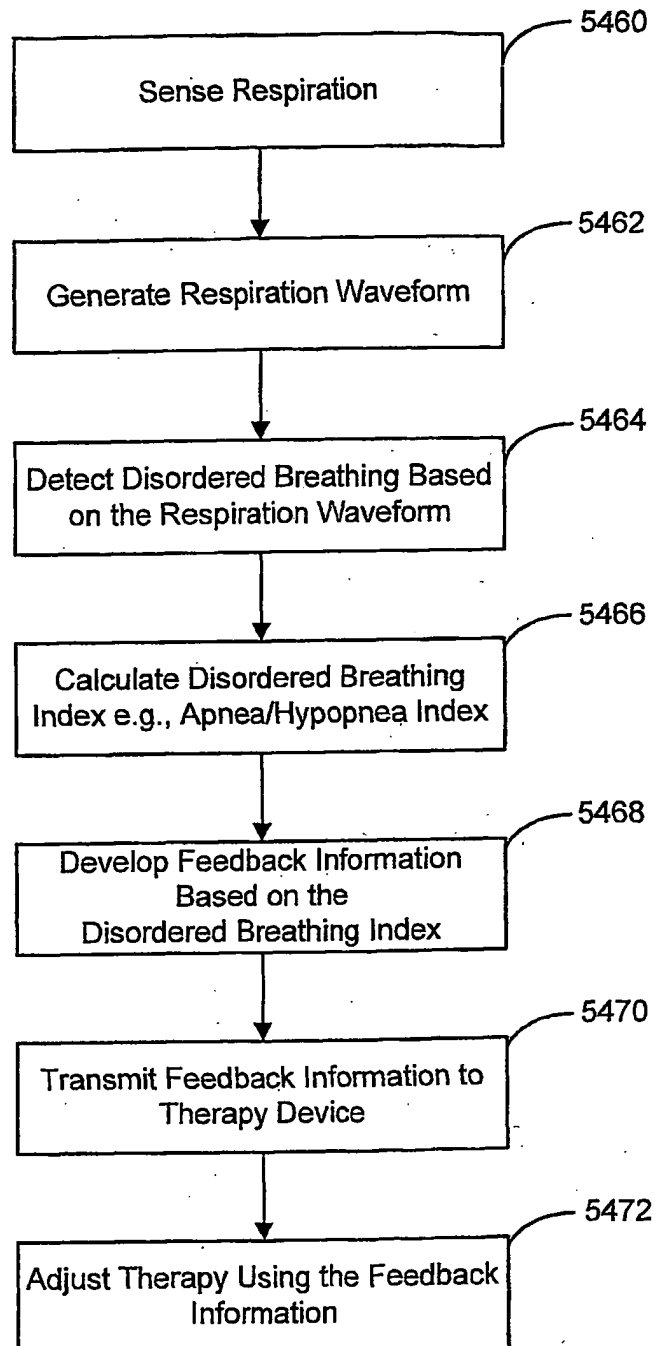 5460
Sense Respiration
5462
Generate Respiration Waveform
5464
Detect Disordered Breathing Based
on the Respiration Waveform
5466
Calculate Disordered Breathing
Index e.g., Apnea/Hypopnea Index
5468
Develop Feedback Information
Based on the
Disordered Breathing Index
5470
Transmit Feedback Information to
Therapy Device
5472
Adjust Therapy Using the Feedback
Information